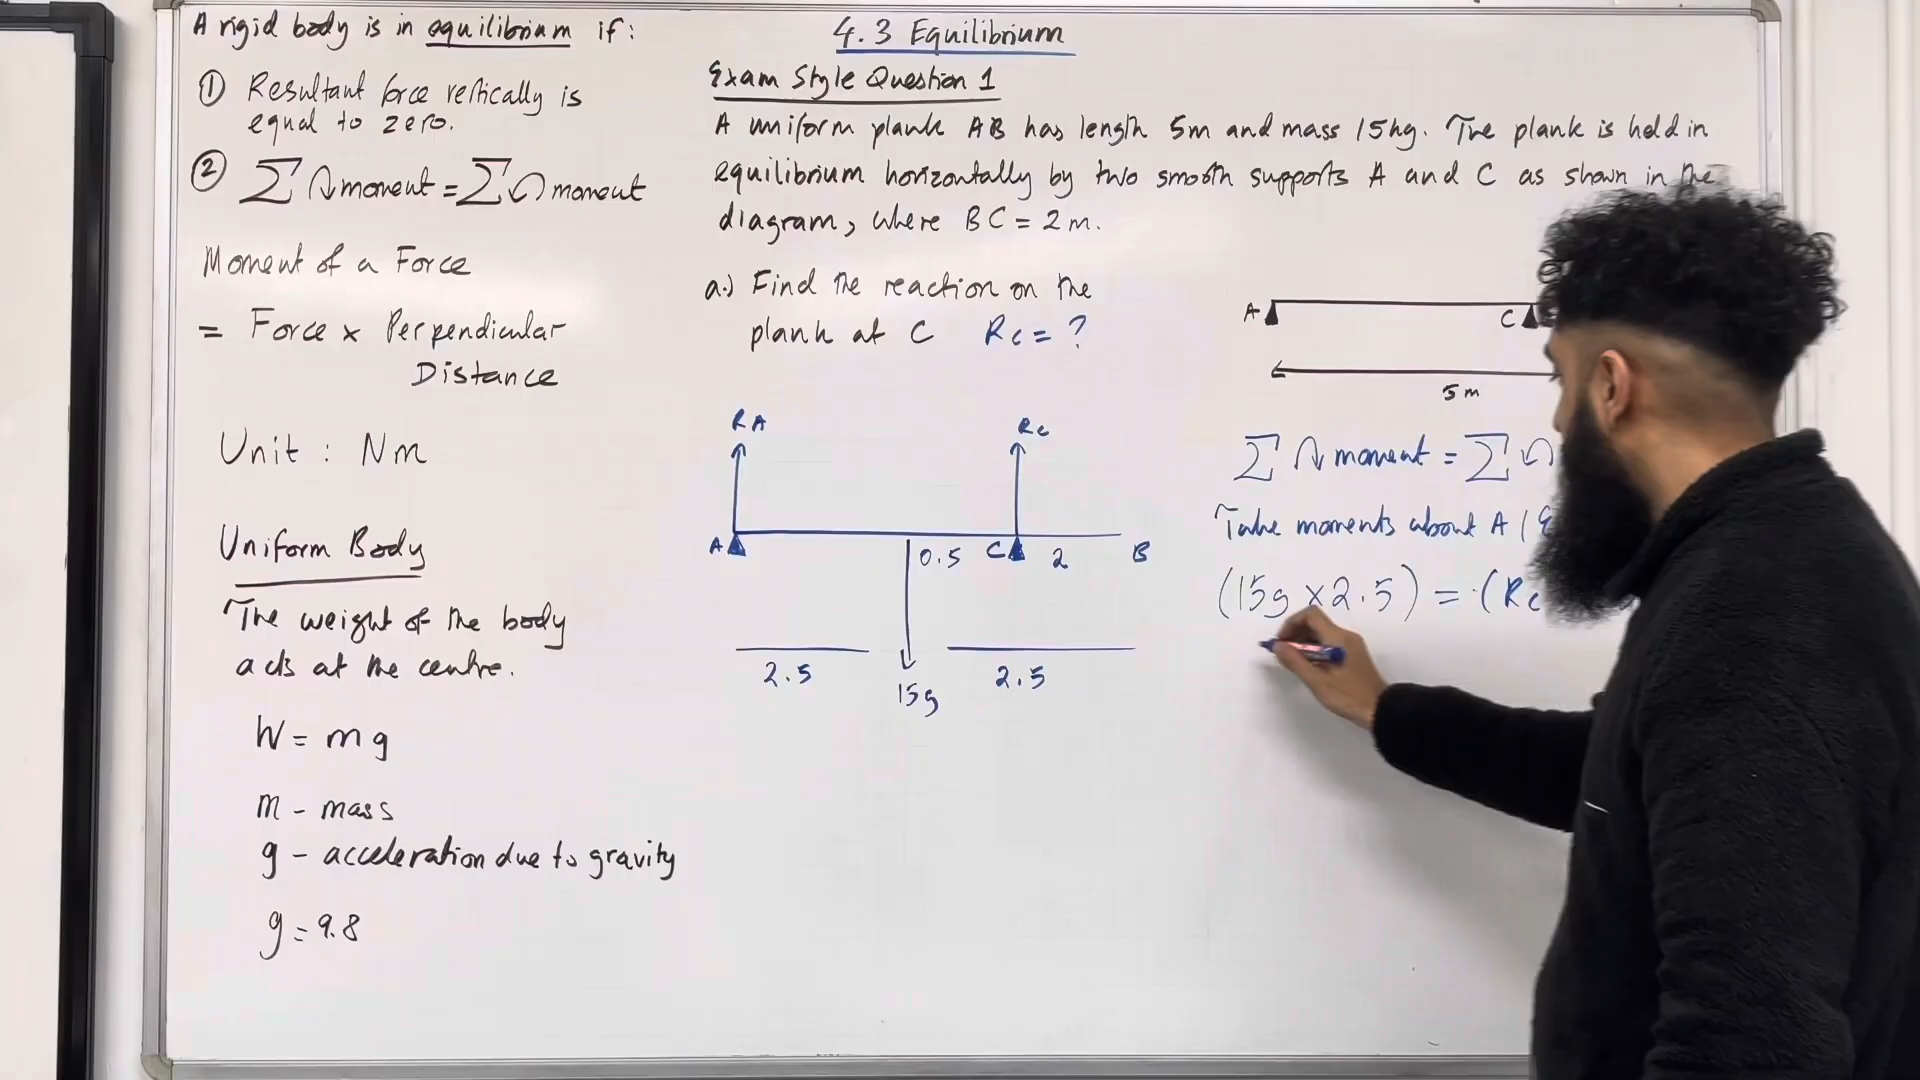 A rigid body is in equilibrium if:
① Resultant force vertically is
equal to zero.
② ∑ ↻ moment = ∑ ↺ moment
Moment of a Force
= Force × Perpendicular
Distance
Unit : Nm
Uniform Body
The weight of the body
acts at the centre.
W = mg
m - mass
g - acceleration due to gravity
g = 9.8
4.3 Equilibrium
Exam Style Question 1
A uniform plank AB has length 5m and mass 15kg. The plank is held in
equilibrium horizontally by two smooth supports A and C as shown in the
diagram, where BC = 2m.
a.) Find the reaction on the
plank at C Rc = ?
RA Rc
A 0.5 C 2 B
2.5 2.5
15g
A C
5m
∑ ↻ moment = ∑ ↺
Take moments about A
(15g × 2.5) = (Rc